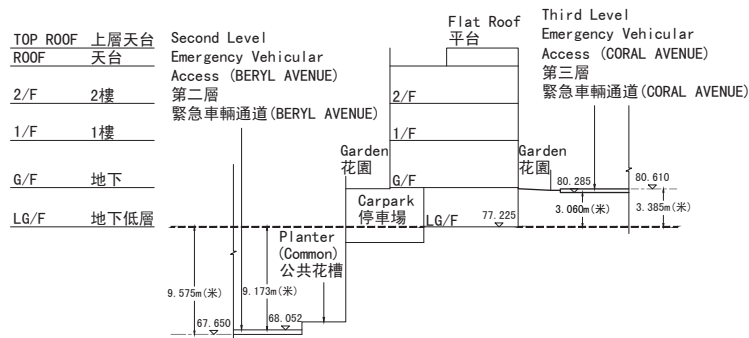 TOP ROOF 上層天台
ROOF 天台
2/F 2樓
1/F 1樓
G/F 地下
LG/F 地下低層
Second Level
Emergency Vehicular
Access (BERYL AVENUE)
第二層
緊急車輛通道(BERYL AVENUE)
Flat Roof
平台
Third Level
Emergency Vehicular
Access (CORAL AVENUE)
第三層
緊急車輛通道(CORAL AVENUE)
2/F
1/F
G/F
LG/F
Garden
花園
Garden
花園
Carpark
停車場
Planter
(Common)
公共花槽
77.225
80.285
80.610
3.060m(米)
3.385m(米)
9.575m(米)
9.173m(米)
67.650
68.052